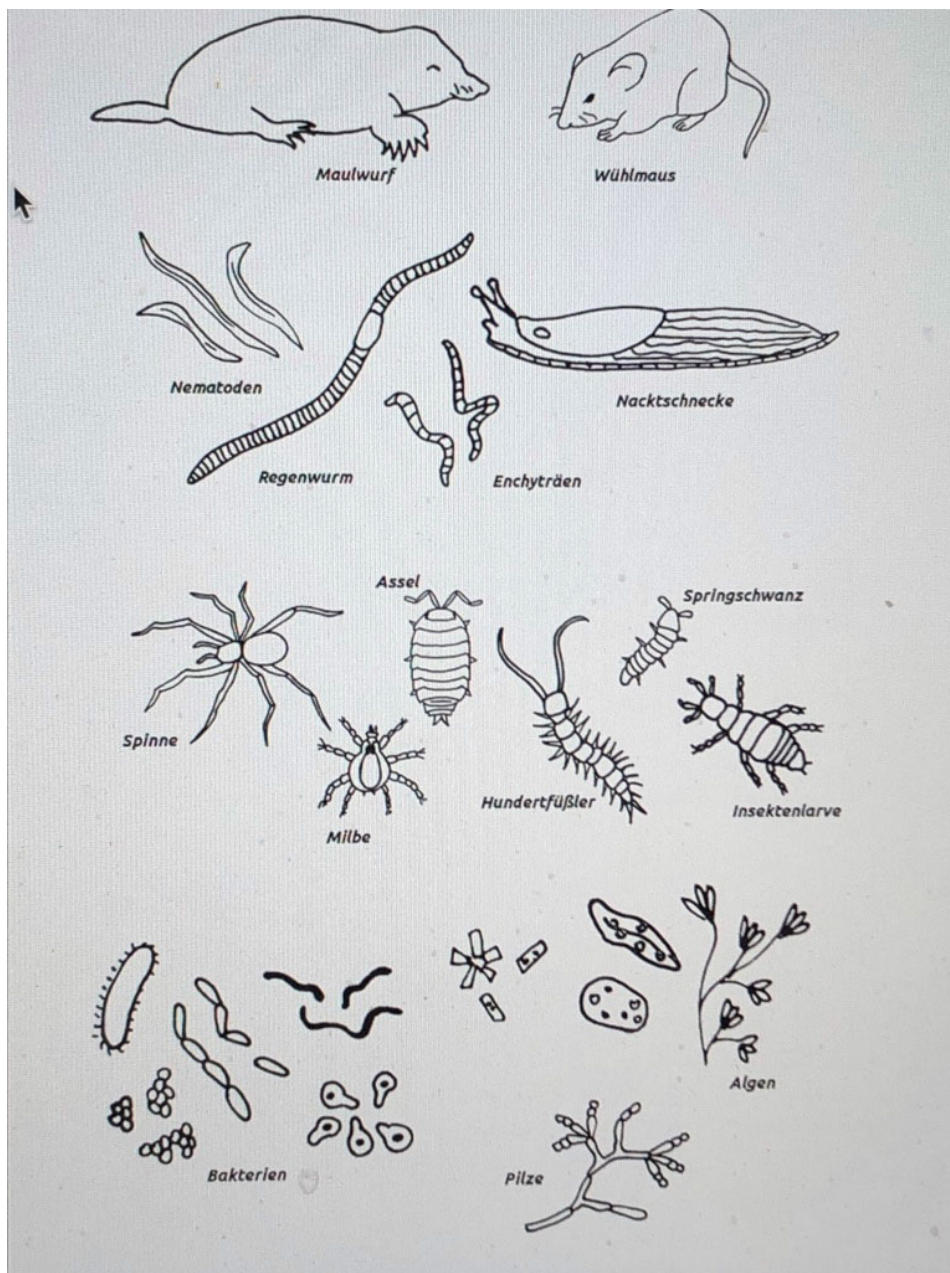 Maulwurf
Wühlmaus
Nematoden
Nacktschnecke
Regenwurm
Enchyträen
Assel
Springschwanz
Spinne
Hundertfüßler
Insektenlarve
Milbe
Algen
Bakterien
Pilze